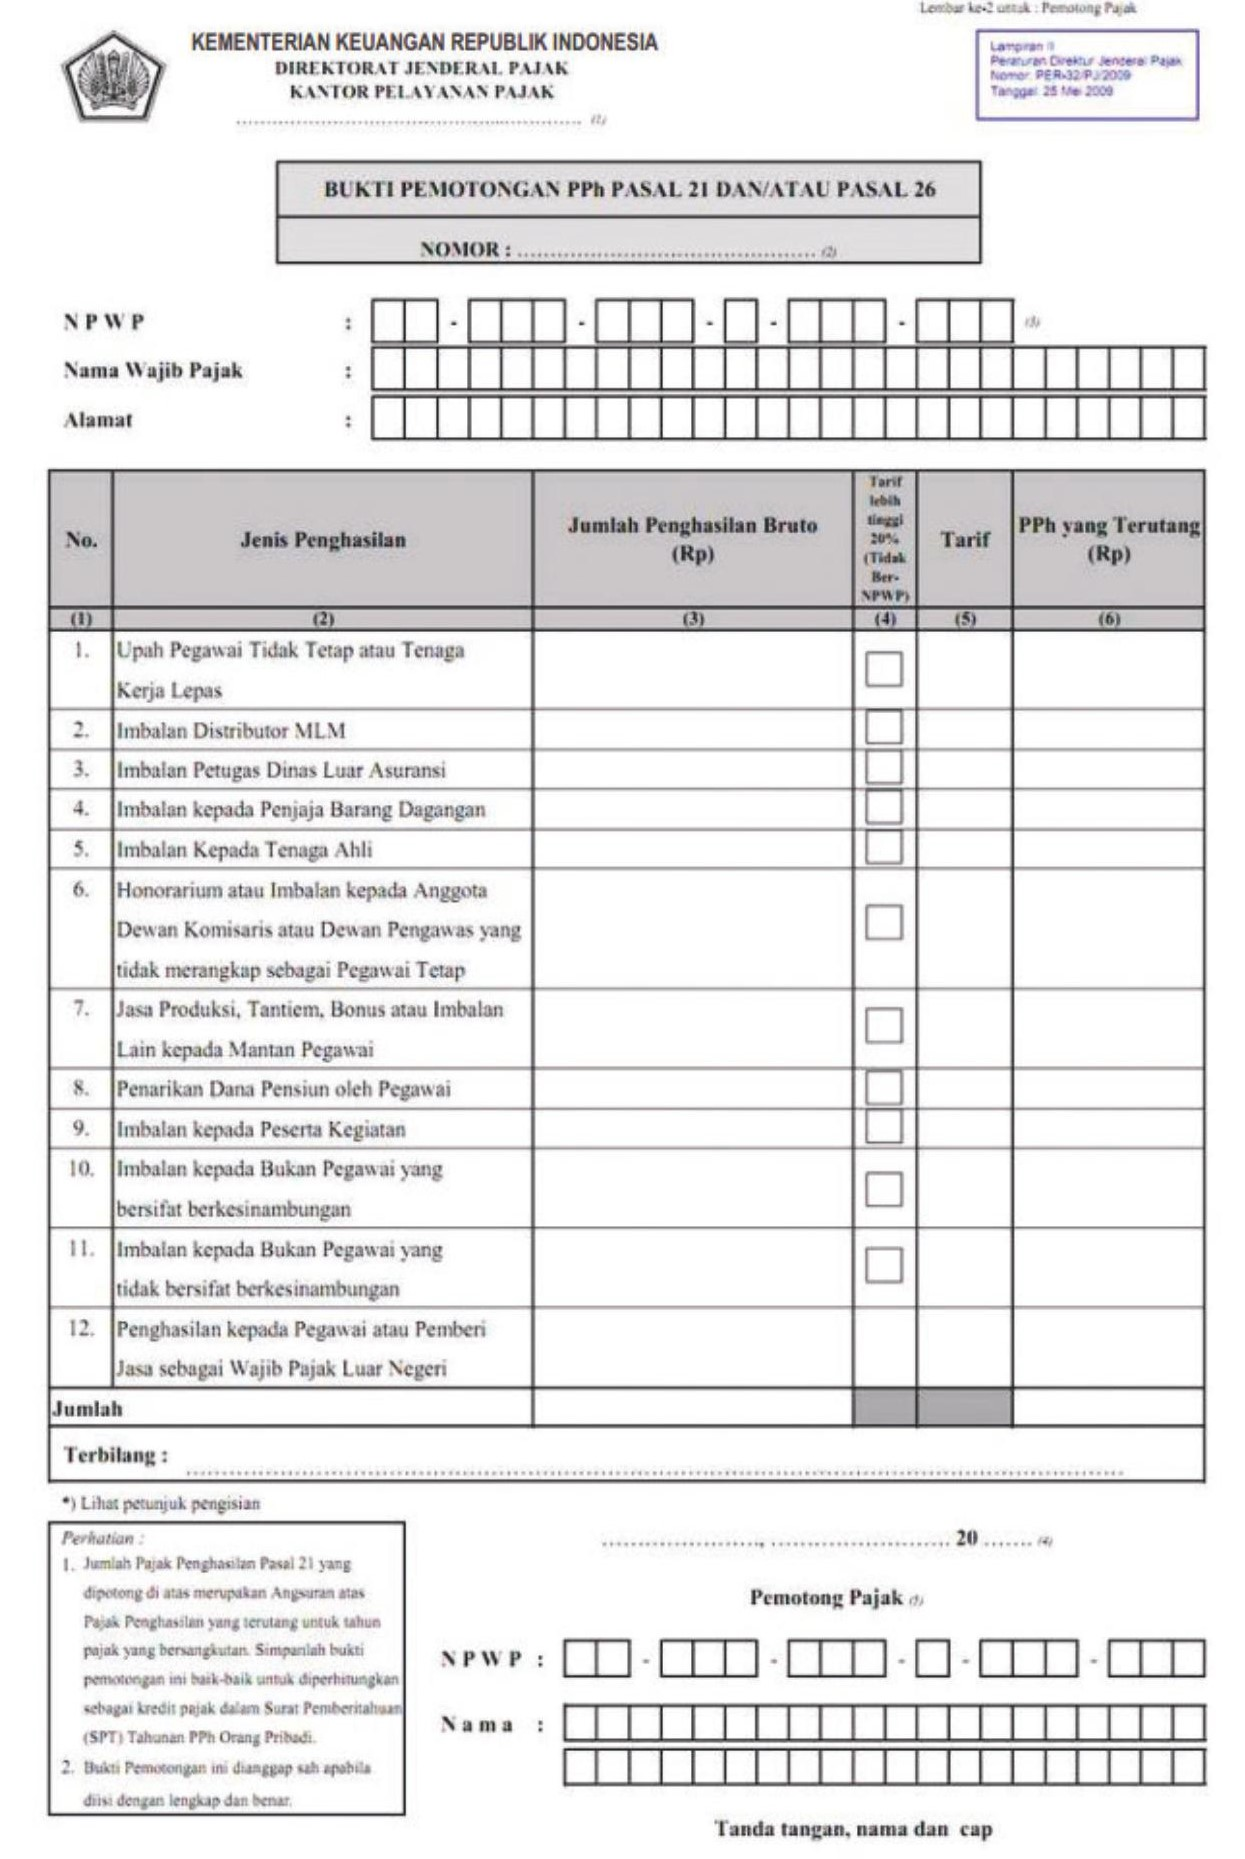 Lembar ke-2 untuk : Pemotong Pajak
KEMENTERIAN KEUANGAN REPUBLIK INDONESIA
DIREKTORAT JENDERAL PAJAK
KANTOR PELAYANAN PAJAK
........................................................ (1)
Lampiran II
Peraturan Direktur Jenderal Pajak
Nomor: PER-32/PJ/2009
Tanggal: 25 Mei 2009
BUKTI PEMOTONGAN PPh PASAL 21 DAN/ATAU PASAL 26
NOMOR : ................................................ (2)
N P W P : - - - - - (3)
Nama Wajib Pajak :
Alamat :
No.
Jenis Penghasilan
Jumlah Penghasilan Bruto
(Rp)
Tarif
lebih
tinggi
20%
(Tidak
Ber-
NPWP)
Tarif
PPh yang Terutang
(Rp)
(1) (2) (3) (4) (5) (6)
1. Upah Pegawai Tidak Tetap atau Tenaga
Kerja Lepas
2. Imbalan Distributor MLM
3. Imbalan Petugas Dinas Luar Asuransi
4. Imbalan kepada Penjaja Barang Dagangan
5. Imbalan Kepada Tenaga Ahli
6. Honorarium atau Imbalan kepada Anggota
Dewan Komisaris atau Dewan Pengawas yang
tidak merangkap sebagai Pegawai Tetap
7. Jasa Produksi, Tantiem, Bonus atau Imbalan
Lain kepada Mantan Pegawai
8. Penarikan Dana Pensiun oleh Pegawai
9. Imbalan kepada Peserta Kegiatan
10. Imbalan kepada Bukan Pegawai yang
bersifat berkesinambungan
11. Imbalan kepada Bukan Pegawai yang
tidak bersifat berkesinambungan
12. Penghasilan kepada Pegawai atau Pemberi
Jasa sebagai Wajib Pajak Luar Negeri
Jumlah
Terbilang : ................................................................
*) Lihat petunjuk pengisian
Perhatian :
1. Jumlah Pajak Penghasilan Pasal 21 yang
dipotong di atas merupakan Angsuran atas
Pajak Penghasilan yang terutang untuk tahun
pajak yang bersangkutan. Simpanlah bukti
pemotongan ini baik-baik untuk diperhitungkan
sebagai kredit pajak dalam Surat Pemberitahuan
(SPT) Tahunan PPh Orang Pribadi.
2. Bukti Pemotongan ini dianggap sah apabila
diisi dengan lengkap dan benar.
......................., ........................... 20 ....... (4)
Pemotong Pajak (5)
N P W P : - - - - -
N a m a :
Tanda tangan, nama dan cap